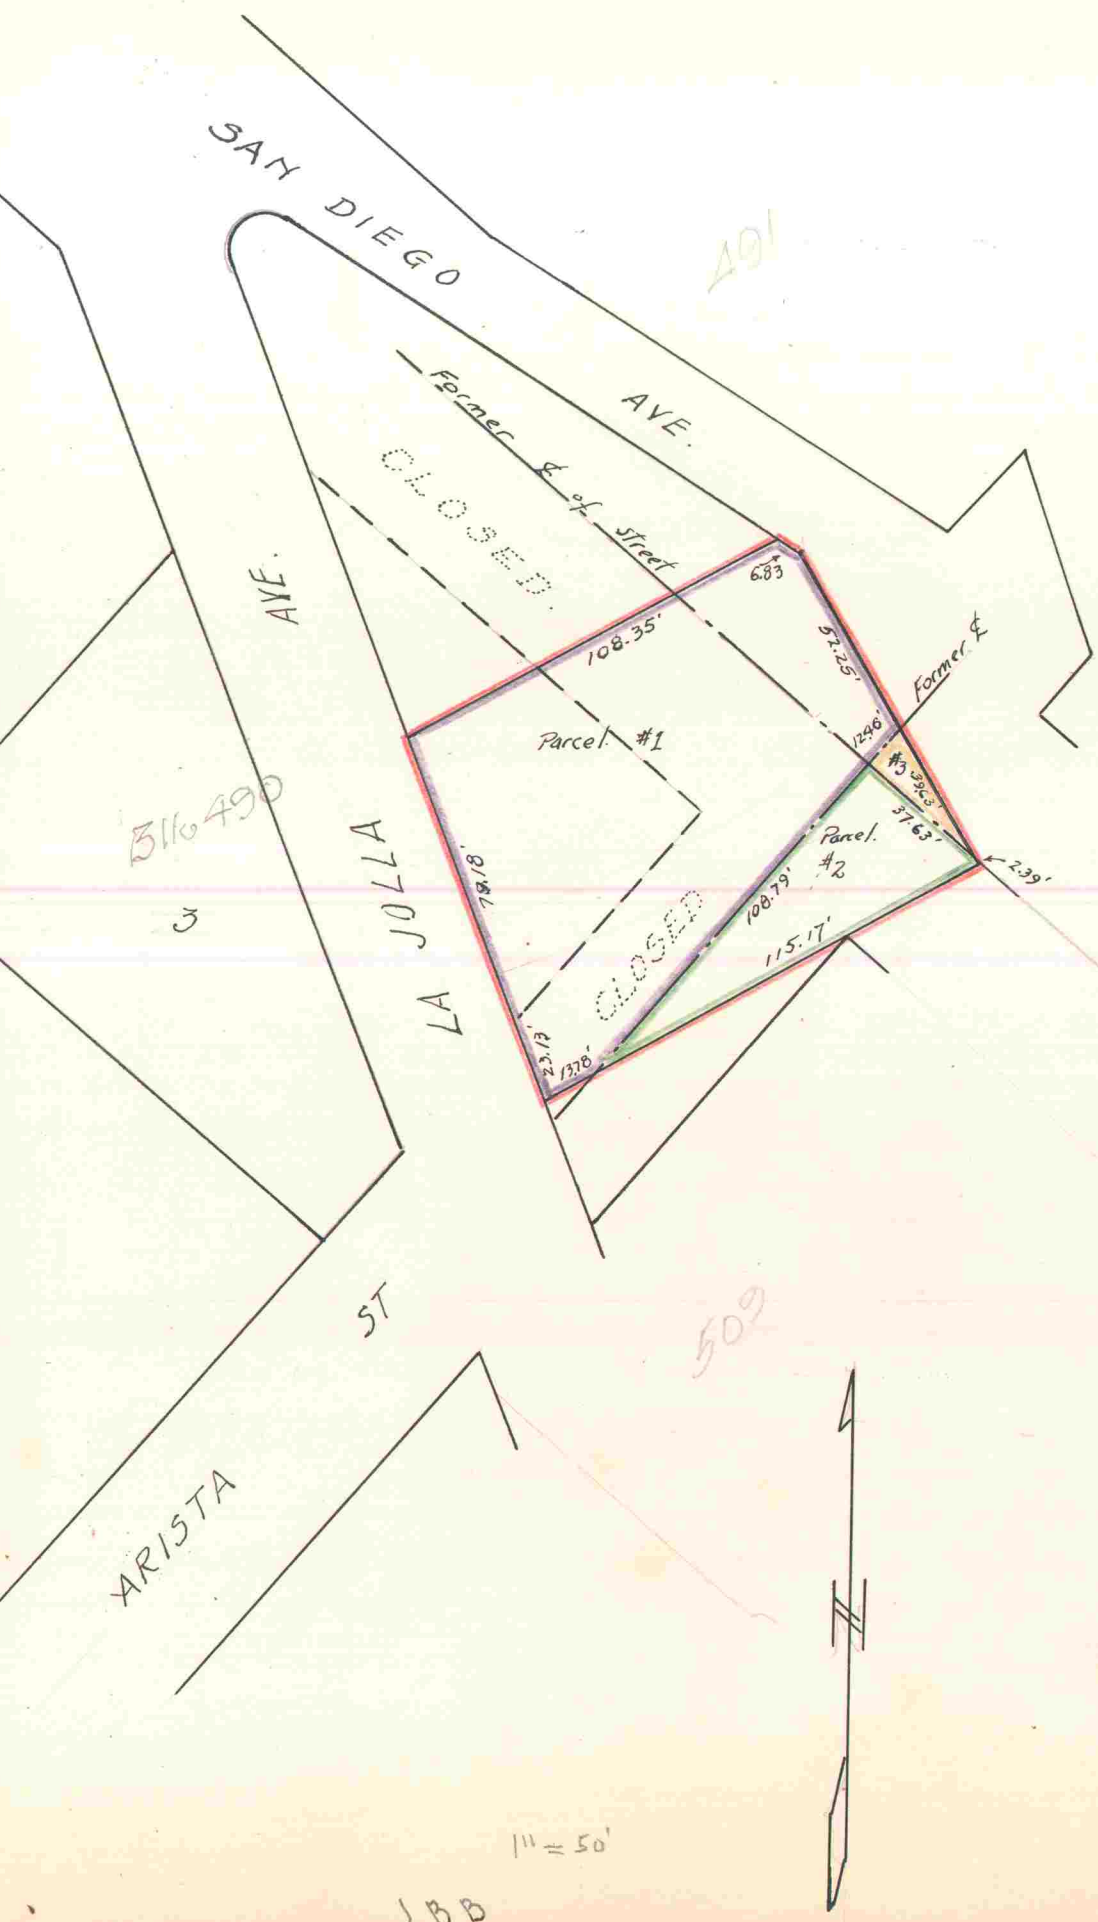 SAN DIEGO AVE.
491
Former ℄ of street
CLOSED.
6.83
108.35'
52.25'
Former ℄
AVE.
Parcel #1
12.46'
#3
39.63'
37.63'
Parcel #2
2.39'
3
LA JOLLA
79.18'
108.79'
115.17'
CLOSED
23.13'
13.78'
509
ST
ARISTA
N
1" = 50'
JBB